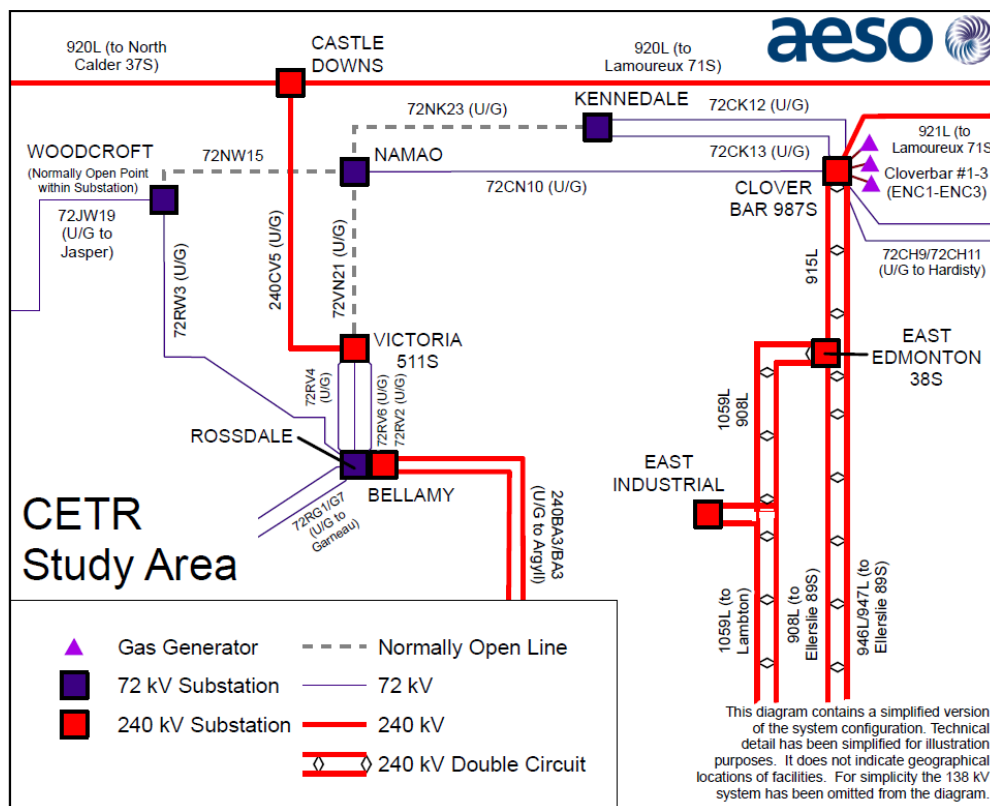 aeso
920L (to North
Calder 37S)
CASTLE
DOWNS
920L (to
Lamoureux 71S)
72NK23 (U/G)
KENNEDALE
72CK12 (U/G)
921L (to
Lamoureux 71S
WOODCROFT
(Normally Open Point
within Substation)
72NW15
NAMAO
72CK13 (U/G)
72CN10 (U/G)
Cloverbar #1-3
(ENC1-ENC3)
CLOVER
BAR 987S
72JW19
(U/G to
Jasper)
72RW3 (U/G)
240CV5 (U/G)
72VN21 (U/G)
915L
72CH9/72CH11
(U/G to Hardisty)
VICTORIA
511S
EAST
EDMONTON
38S
72RV4
(U/G)
72RV6 (U/G)
72RV2 (U/G)
1059L
908L
ROSSDALE
BELLAMY
EAST
INDUSTRIAL
72RG1/G7
(U/G to
Garneau)
240BA3/BA3
(U/G to Argyll)
CETR
Study Area
1059L (to
Lambton)
908L (to
Ellerslie 89S)
946L/947L (to
Ellerslie 89S)
Gas Generator
Normally Open Line
72 kV Substation
72 kV
240 kV Substation
240 kV
240 kV Double Circuit
This diagram contains a simplified version
of the system configuration. Technical
detail has been simplified for illustration
purposes. It does not indicate geographical
locations of facilities. For simplicity the 138 kV
system has been omitted from the diagram.